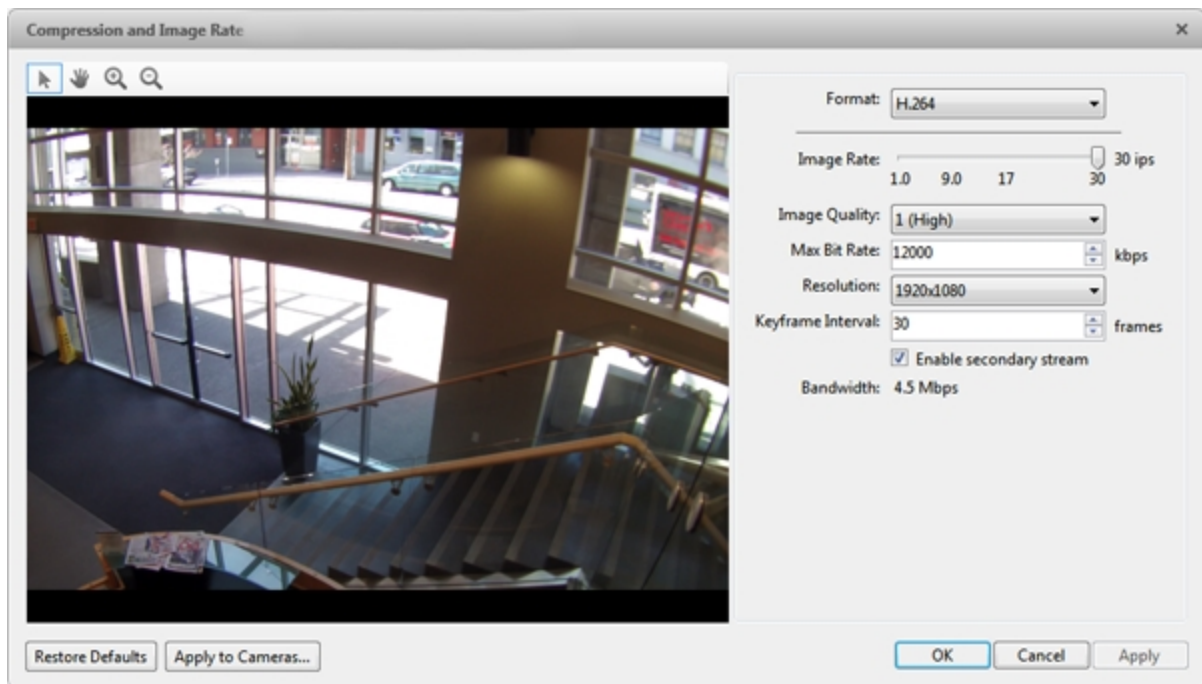 Compression and Image Rate
Format: H.264
Image Rate: 30 ips
1.0 9.0 17 30
Image Quality: 1 (High)
Max Bit Rate: 12000 kbps
Resolution: 1920x1080
Keyframe Interval: 30 frames
Enable secondary stream
Bandwidth: 4.5 Mbps
Restore Defaults Apply to Cameras... OK Cancel Apply